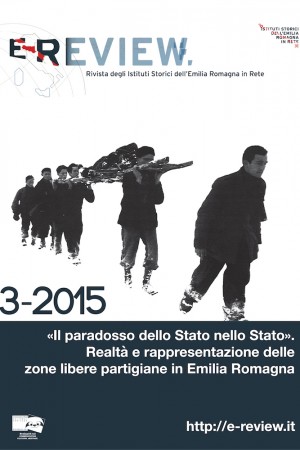 E-REVIEW.
Rivista degli Istituti Storici dell'Emilia Romagna in Rete
ISTITUTI STORICI
DELL'EMILIA
ROMAGNA
IN RETE
3-2015
«Il paradosso dello Stato nello Stato».
Realtà e rappresentazione delle
zone libere partigiane in Emilia Romagna
http://e-review.it